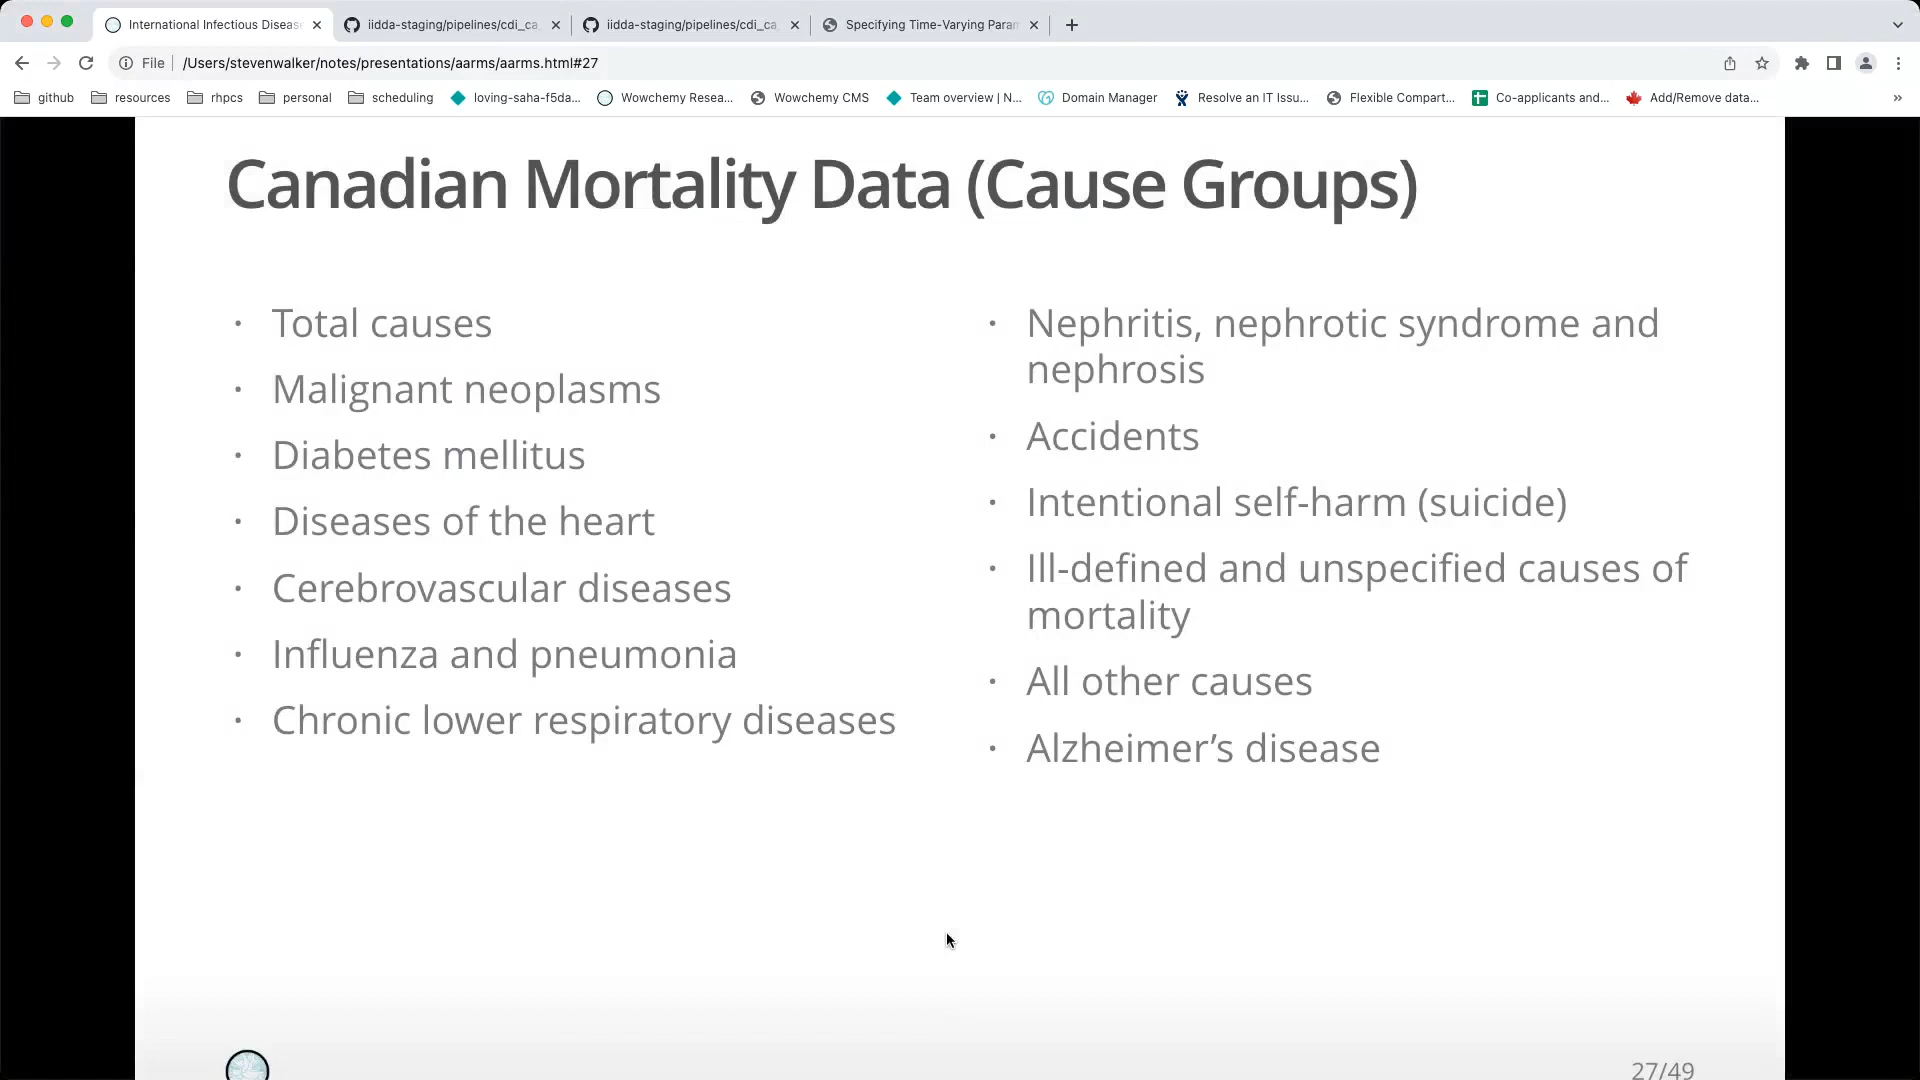 International Infectious Diseas
iidda-staging/pipelines/cdi_ca
iidda-staging/pipelines/cdi_ca
Specifying Time-Varying Param
File
/Users/stevenwalker/notes/presentations/aarms/aarms.html#27
github
resources
rhpcs
personal
scheduling
loving-saha-f5da...
Wowchemy Resea...
Wowchemy CMS
Team overview | N...
Domain Manager
Resolve an IT Issu...
Flexible Compart...
Co-applicants and...
Add/Remove data...
»
Canadian Mortality Data (Cause Groups)
• Total causes
• Malignant neoplasms
• Diabetes mellitus
• Diseases of the heart
• Cerebrovascular diseases
• Influenza and pneumonia
• Chronic lower respiratory diseases
• Nephritis, nephrotic syndrome and
nephrosis
• Accidents
• Intentional self-harm (suicide)
• Ill-defined and unspecified causes of
mortality
• All other causes
• Alzheimer’s disease
27/49